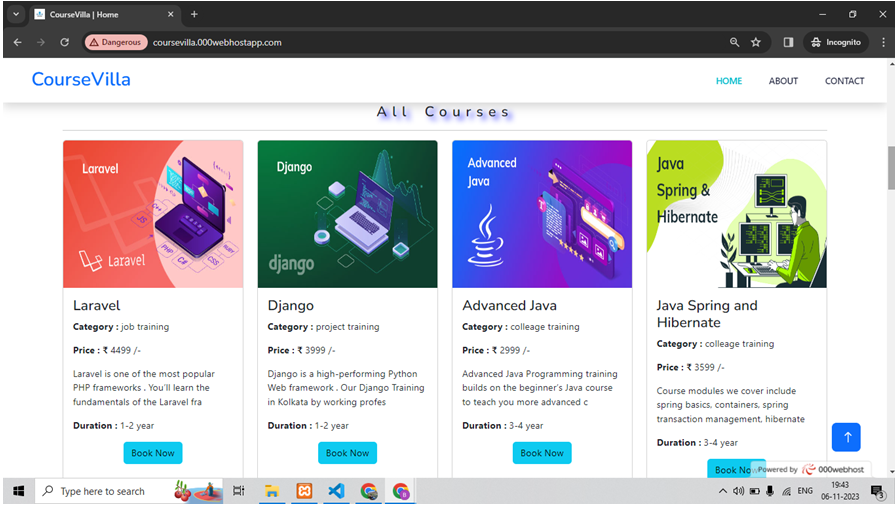 CourseVilla | Home
Dangerous
coursevilla.000webhostapp.com
Incognito
CourseVilla
HOME
ABOUT
CONTACT
All Courses
Laravel
C++
JS
PHP
C#
CSS
RUBY
Laravel
Django
django
Advanced
Java
Java
Spring &
Hibernate
Laravel
Category : job training
Price : ₹ 4499 /-
Laravel is one of the most popular
PHP frameworks . You'll learn the
fundamentals of the Laravel fra
Duration : 1-2 year
Book Now
Django
Category : project training
Price : ₹ 3999 /-
Django is a high-performing Python
Web framework . Our Django Training
in Kolkata by working profes
Duration : 1-2 year
Book Now
Advanced Java
Category : colleage training
Price : ₹ 2999 /-
Advanced Java Programming training
builds on the beginner's Java course
to teach you more advanced c
Duration : 3-4 year
Book Now
Java Spring and
Hibernate
Category : colleage training
Price : ₹ 3599 /-
Course modules we cover include
spring basics, containers, spring
transaction management, hibernate
Duration : 3-4 year
Book Now
Powered by 000webhost
Type here to search
ENG
19:43
06-11-2023
3